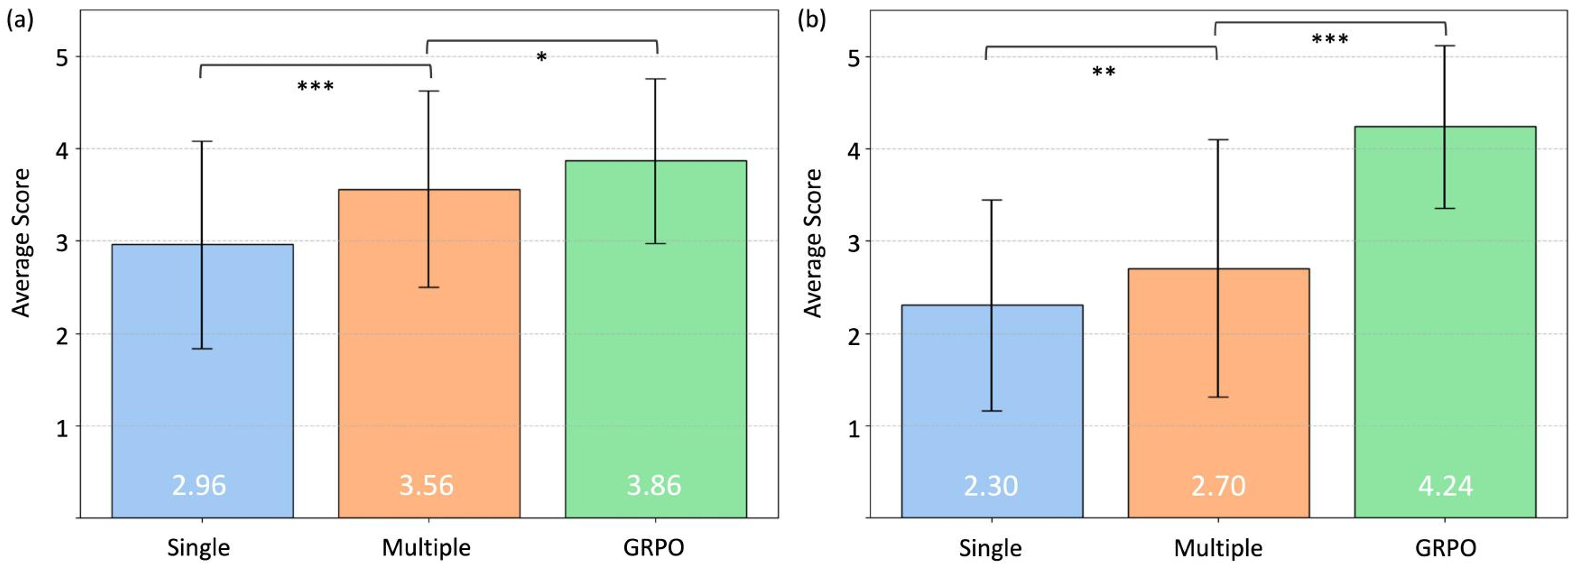 (a)
Average Score
5
4
3
2
1
***
*
2.96
3.56
3.86
Single
Multiple
GRPO
(b)
Average Score
5
4
3
2
1
**
***
2.30
2.70
4.24
Single
Multiple
GRPO